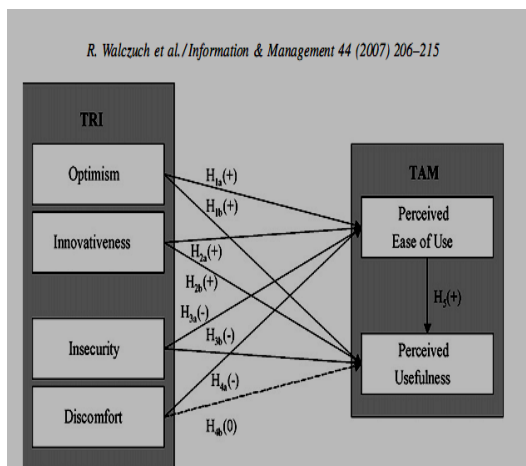 R. Walczuch et al./Information & Management 44 (2007) 206–215
TRI
Optimism
Innovativeness
Insecurity
Discomfort
H1a(+)
H1b(+)
H2a(+)
H2b(+)
H3a(-)
H3b(-)
H4a(-)
H4b(0)
TAM
Perceived
Ease of Use
H5(+)
Perceived
Usefulness